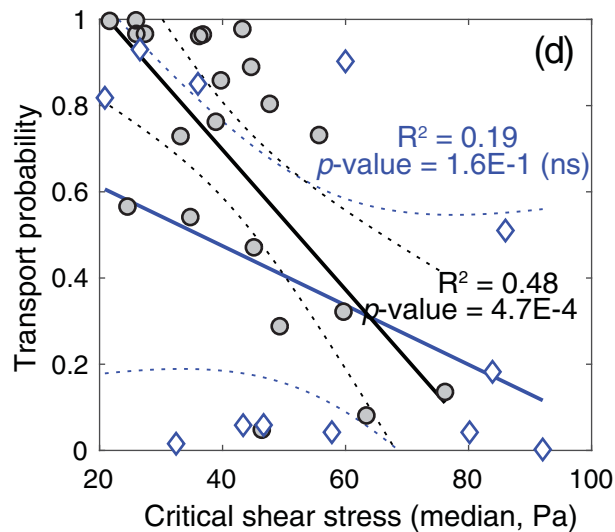 (d)
R² = 0.19
p-value = 1.6E-1 (ns)
R² = 0.48
p-value = 4.7E-4
Transport probability
1
0.8
0.6
0.4
0.2
0
20 40 60 80 100
Critical shear stress (median, Pa)